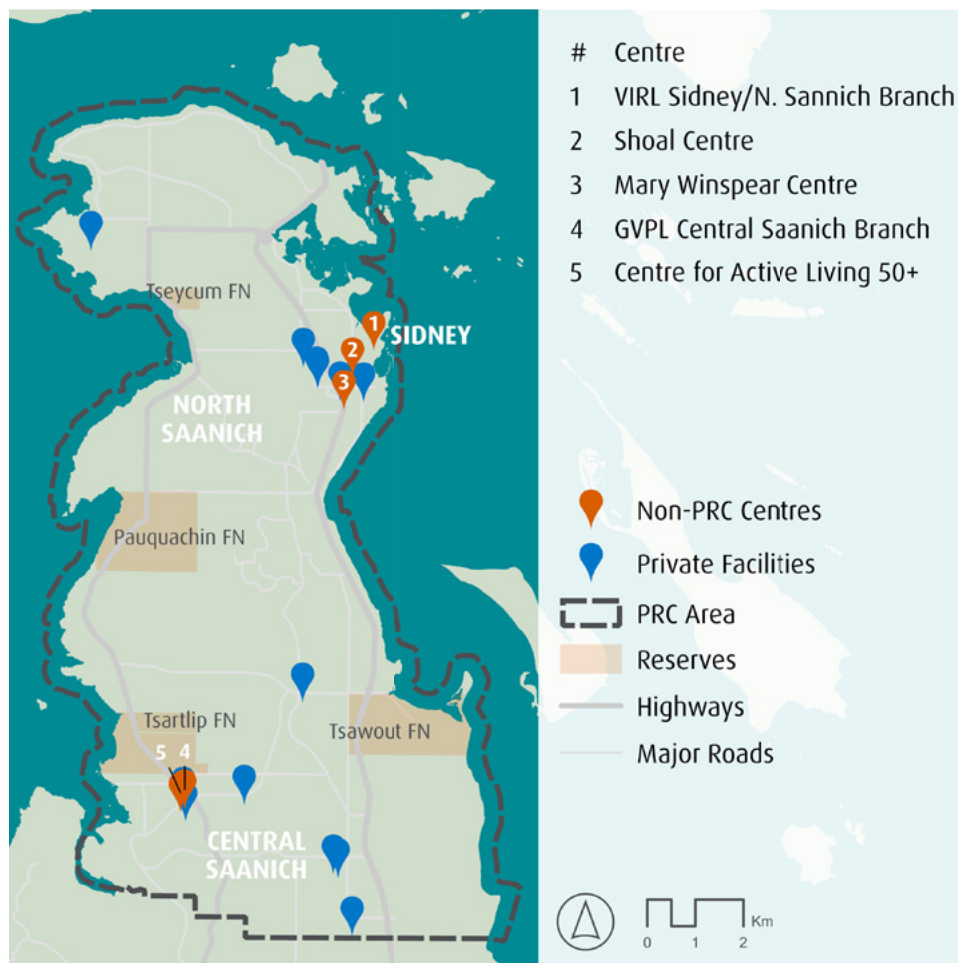 # Centre
1 VIRL Sidney/N. Sannich Branch
2 Shoal Centre
3 Mary Winspear Centre
4 GVPL Central Saanich Branch
5 Centre for Active Living 50+
Tseycum FN
1
SIDNEY
2
3
NORTH
SAANICH
Pauquachin FN
Non-PRC Centres
Private Facilities
PRC Area
Reserves
Highways
Major Roads
Tsartlip FN
Tsawout FN
5 4
CENTRAL
SAANICH
Km
0 1 2